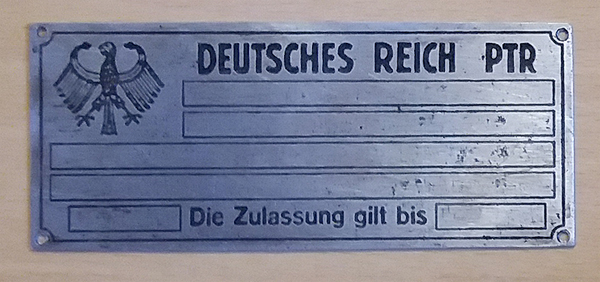 DEUTSCHES REICH PTR
Die Zulassung gilt bis